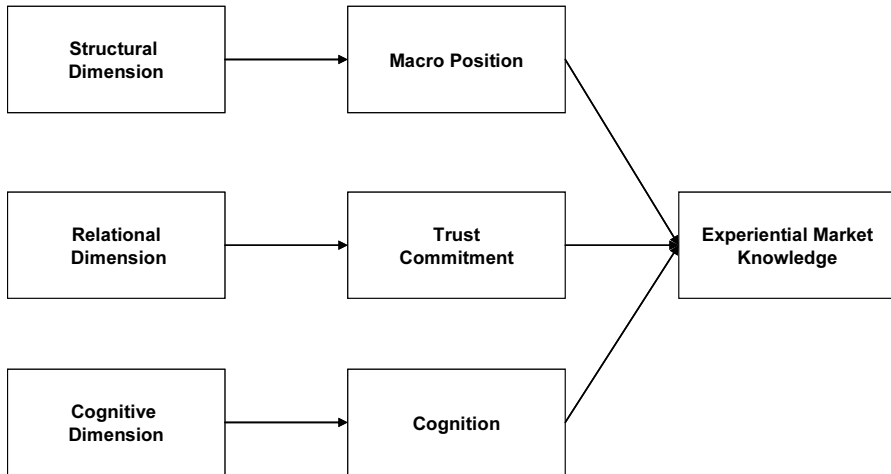 Structural
Dimension
Macro Position
Relational
Dimension
Trust
Commitment
Experiential Market
Knowledge
Cognitive
Dimension
Cognition